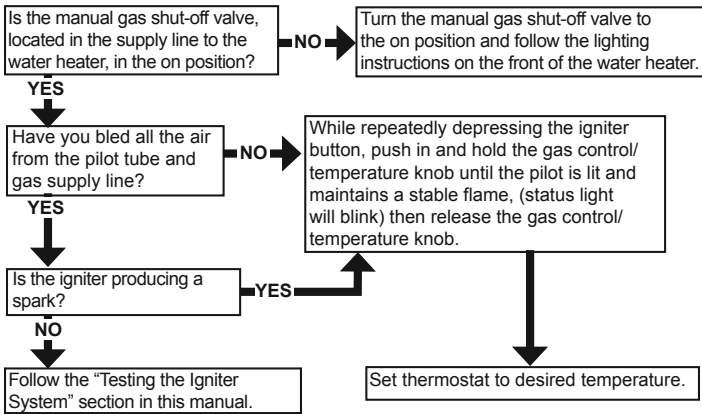 Is the manual gas shut-off valve,
located in the supply line to the
water heater, in the on position?
NO
Turn the manual gas shut-off valve to
the on position and follow the lighting
instructions on the front of the water heater.
YES
Have you bled all the air
from the pilot tube and
gas supply line?
NO
While repeatedly depressing the igniter
button, push in and hold the gas control/
temperature knob until the pilot is lit and
maintains a stable flame, (status light
will blink) then release the gas control/
temperature knob.
YES
Is the igniter producing a
spark?
YES
NO
Follow the “Testing the Igniter
System” section in this manual.
Set thermostat to desired temperature.